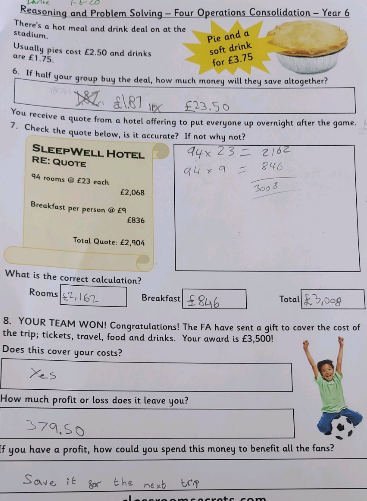 Reasoning and Problem Solving – Four Operations Consolidation – Year 6
There's a hot meal and drink deal on at the
stadium.
Usually pies cost £2.50 and drinks
are £1.75.
Pie and a
soft drink
for £3.75
6. If half your group buy the deal, how much money will they save altogether?
£187 £23.50
You receive a quote from a hotel offering to put everyone up overnight after the game.
7. Check the quote below, is it accurate? If not why not?
SLEEPWELL HOTEL
RE: QUOTE
94 rooms @ £23 each
£2,068
Breakfast per person @ £9
£836
Total Quote: £2,904
94 x 23 = 2162
94 x 9 = 846
3008
What is the correct calculation?
Rooms £2,162 Breakfast £846 Total £3,008
8. YOUR TEAM WON! Congratulations! The FA have sent a gift to cover the cost of
the trip; tickets, travel, food and drinks. Your award is £3,500!
Does this cover your costs?
Yes
How much profit or loss does it leave you?
379.50
If you have a profit, how could you spend this money to benefit all the fans?
Save it for the next trip
classroomsecrets.com